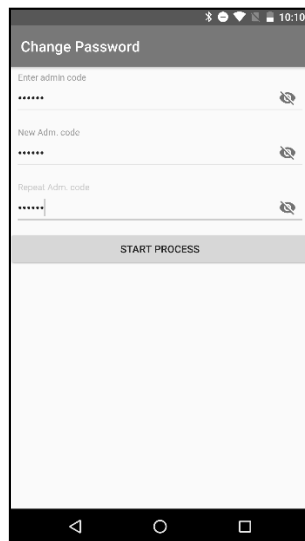 10:10
Change Password
Enter admin code
••••••
New Adm. code
••••••
Repeat Adm. code
••••••
START PROCESS